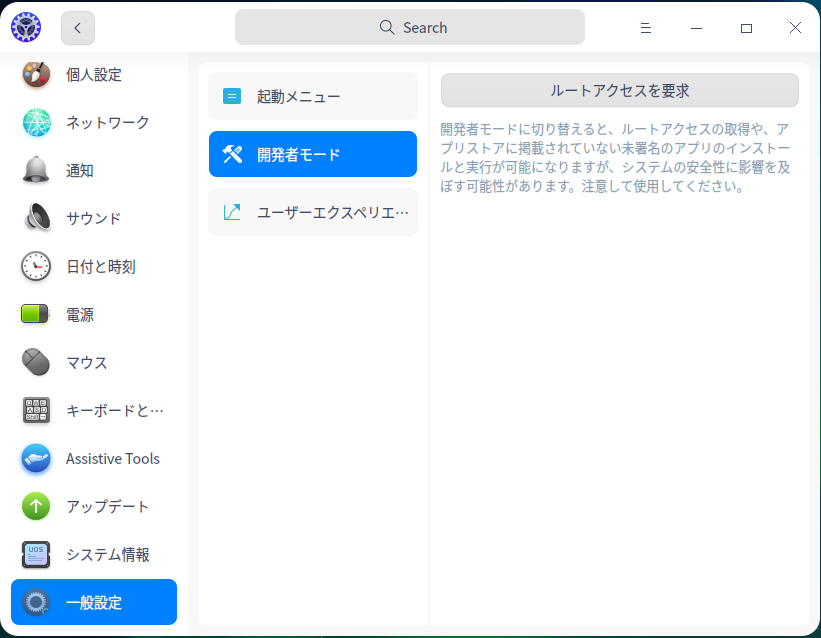 Search
個人設定
ネットワーク
通知
サウンド
日付と時刻
電源
マウス
キーボードと…
Assistive Tools
アップデート
UOS
システム情報
一般設定
起動メニュー
開発者モード
ユーザーエクスペリエ…
ルートアクセスを要求
開発者モードに切り替えると、ルートアクセスの取得や、ア
プリストアに掲載されていない未署名のアプリのインストー
ルと実行が可能になりますが、システムの安全性に影響を及
ぼす可能性があります。注意して使用してください。